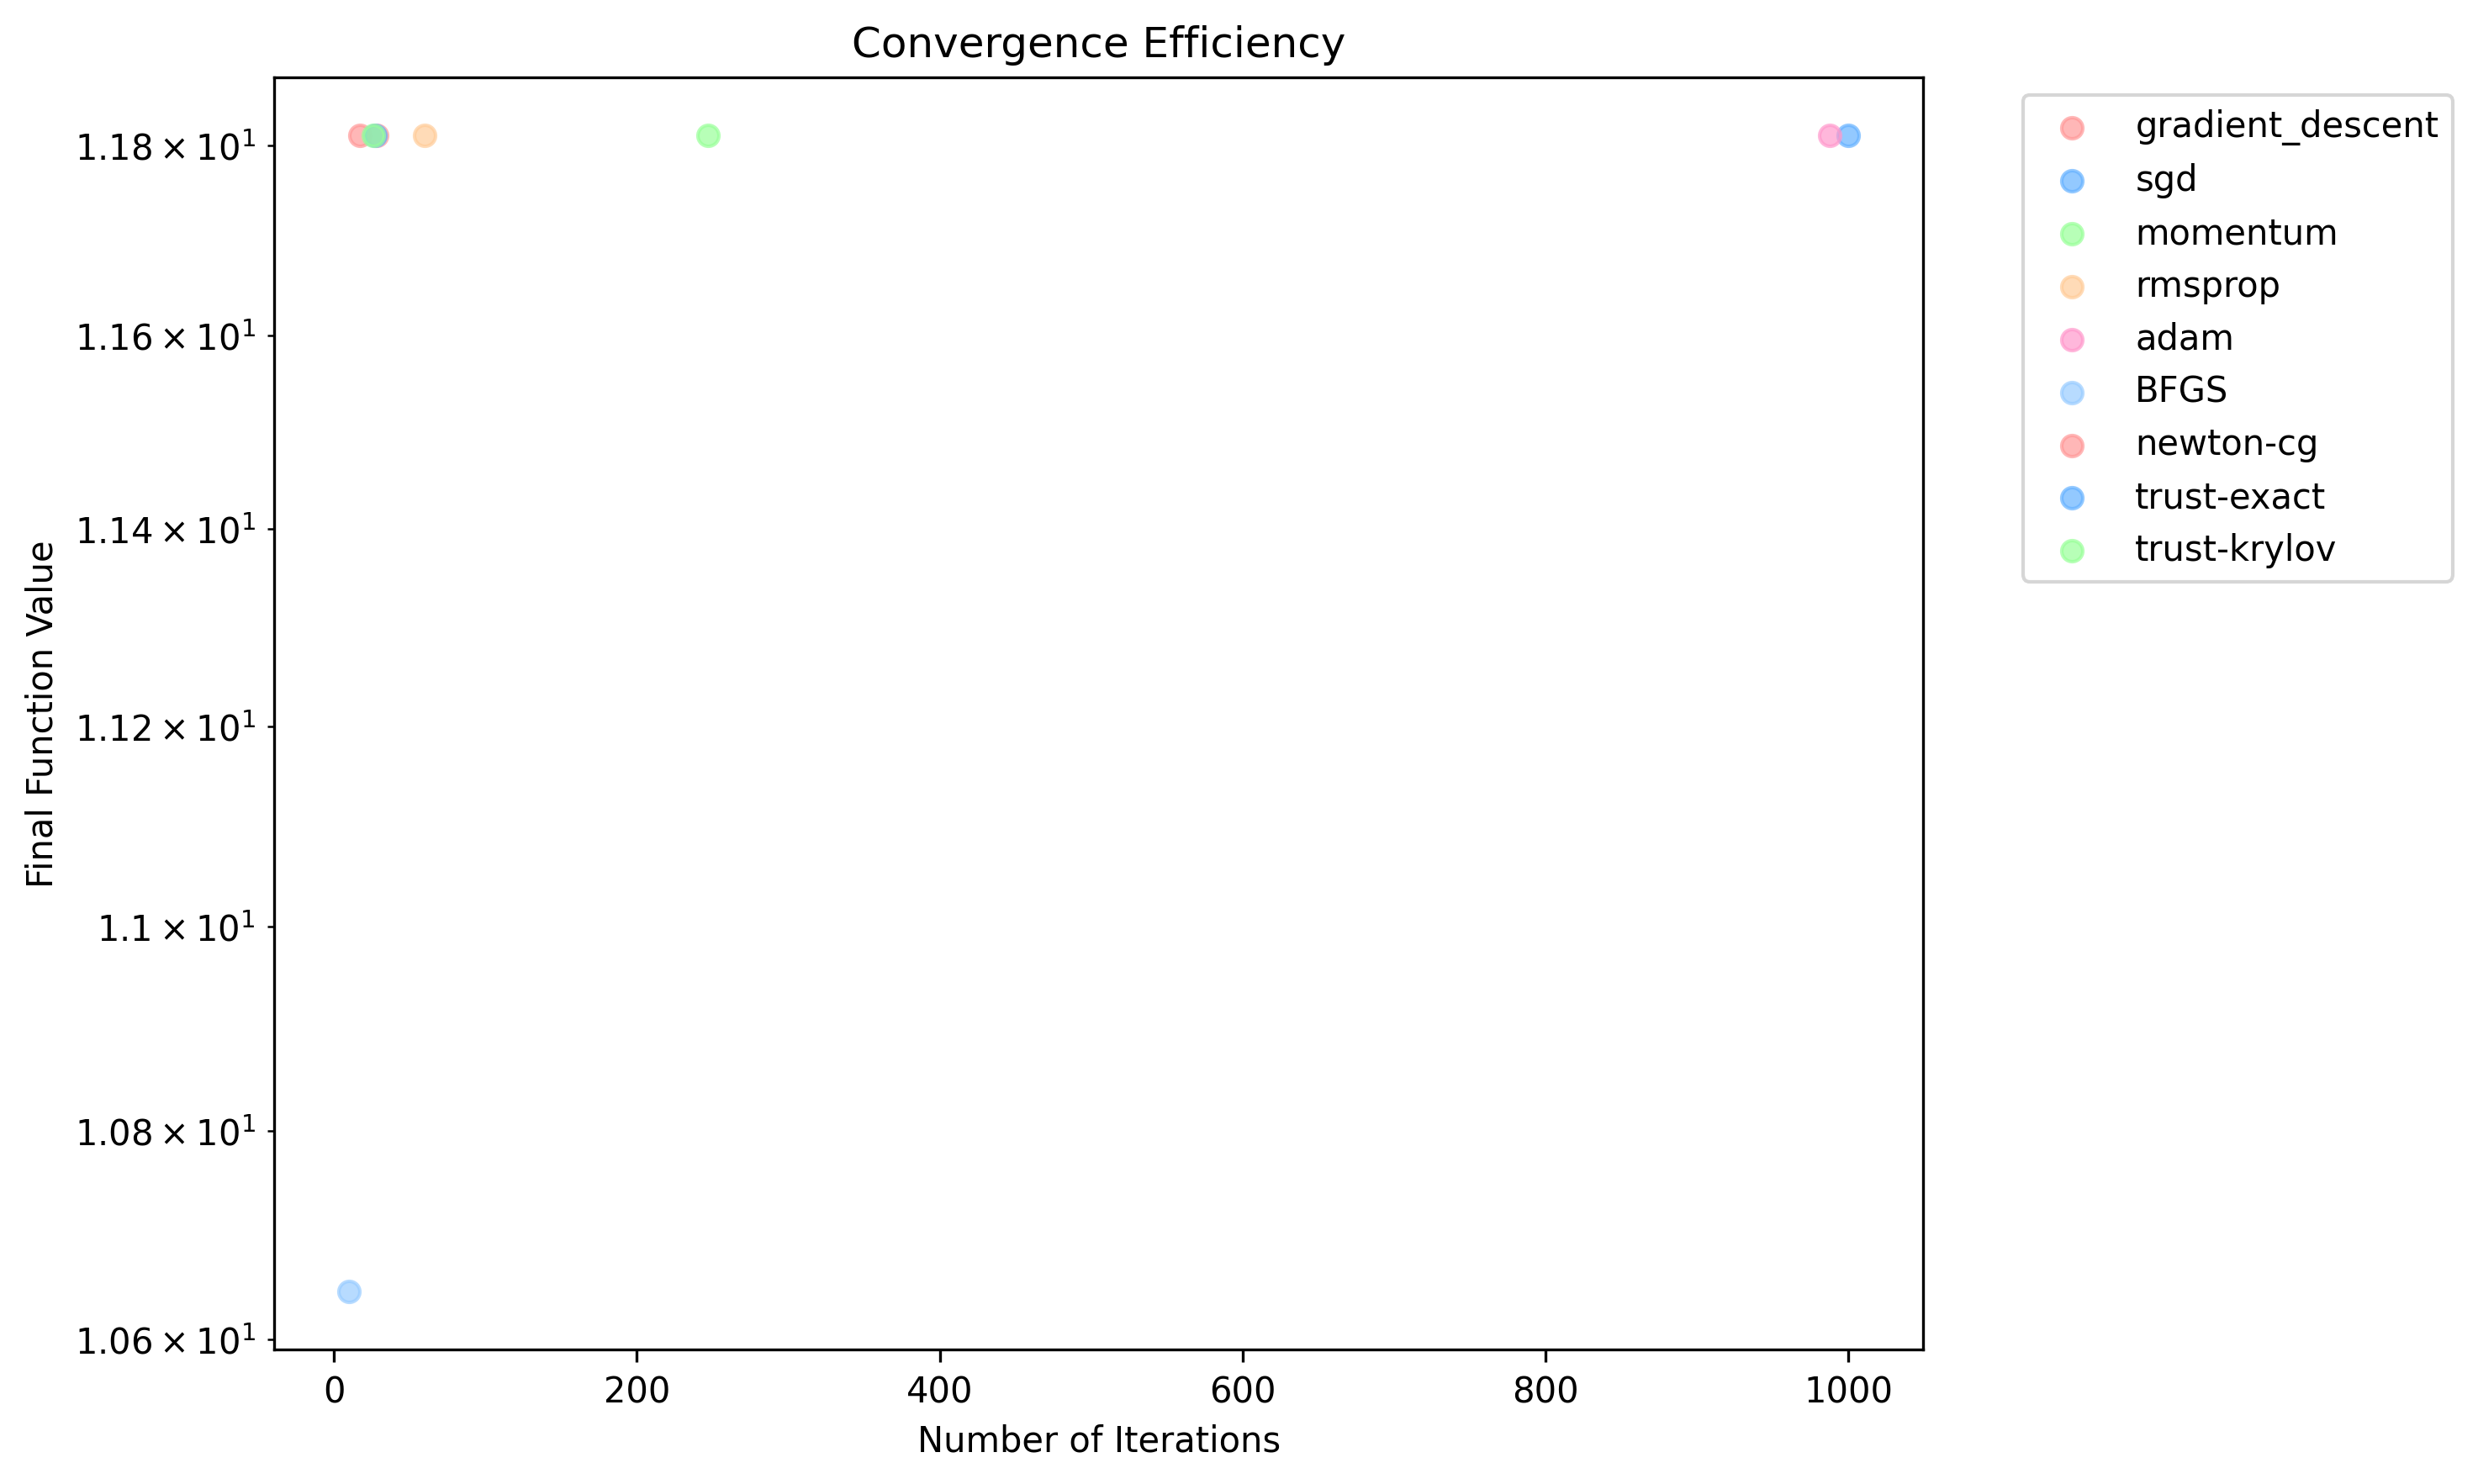 Convergence Efficiency
1.18 × 10¹
1.16 × 10¹
1.14 × 10¹
1.12 × 10¹
1.1 × 10¹
1.08 × 10¹
1.06 × 10¹
Final Function Value
0 200 400 600 800 1000
Number of Iterations
gradient_descent
sgd
momentum
rmsprop
adam
BFGS
newton-cg
trust-exact
trust-krylov